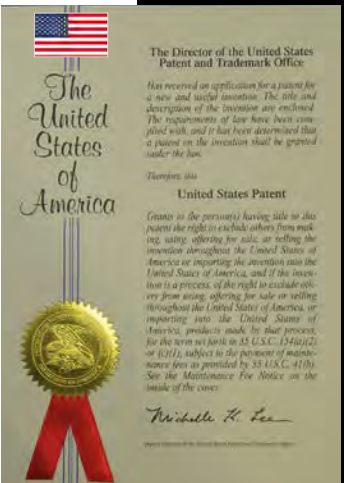 The
United
States
of
America
The Director of the United States
Patent and Trademark Office
Has received an application for a patent for
a new and useful invention. The title and
description of the invention are enclosed.
The requirements of law have been com-
plied with, and it has been determined that
a patent on the invention shall be granted
under the law.
Therefore, this
United States Patent
Grants to the person(s) having title to this
patent the right to exclude others from mak-
ing, using, offering for sale, or selling the
invention throughout the United States of
America or importing the invention into the
United States of America, and if the inven-
tion is a process, of the right to exclude oth-
ers from using, offering for sale or selling
throughout the United States of America, or
importing into the United States of
America, products made by that process,
for the term set forth in 35 U.S.C. 154(a)(2)
or (c)(1), subject to the payment of mainte-
nance fees as provided by 35 U.S.C. 41(b).
See the Maintenance Fee Notice on the
inside of the cover.
Michelle K. Lee